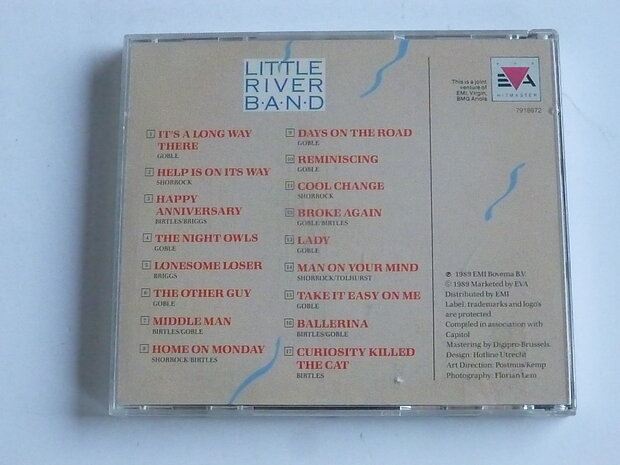 LITTLE
RIVER
B·A·N·D
1 IT'S A LONG WAY
THERE
GOBLE
2 HELP IS ON ITS WAY
SHORROCK
3 HAPPY
ANNIVERSARY
BIRTLES/BRIGGS
4 THE NIGHT OWLS
GOBLE
5 LONESOME LOSER
BRIGGS
6 THE OTHER GUY
GOBLE
7 MIDDLE MAN
BIRTLES/GOBLE
8 HOME ON MONDAY
SHORROCK/BIRTLES
9 DAYS ON THE ROAD
GOBLE
10 REMINISCING
GOBLE
11 COOL CHANGE
SHORROCK
12 BROKE AGAIN
GOBLE/BIRTLES
13 LADY
GOBLE
14 MAN ON YOUR MIND
SHORROCK/TOLHURST
15 TAKE IT EASY ON ME
GOBLE
16 BALLERINA
BIRTLES/GOBLE
17 CURIOSITY KILLED
THE CAT
BIRTLES
This is a joint
venture of
EMI, Virgin,
BMG Ariola
EVA
HITMASTER
7918672
℗ 1989 EMI Bovema B.V.
© 1989 Marketed by EVA
Distributed by EMI
Label: trademarks and logo's
are protected.
Compiled in association with
Capitol
Mastering by Digipro-Brussels.
Design: Hotline Utrecht
Art Direction: Postmus/Kemp
Photography: Florian Lem